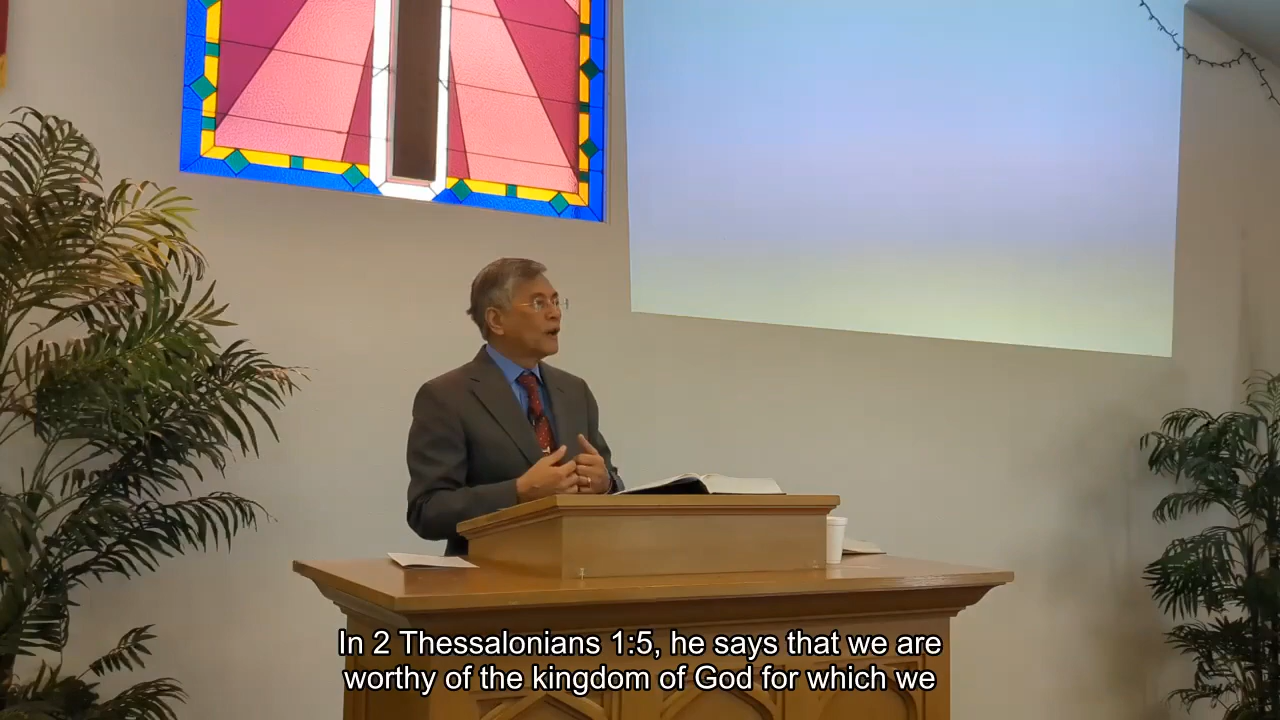 In 2 Thessalonians 1:5, he says that we are
worthy of the kingdom of God for which we